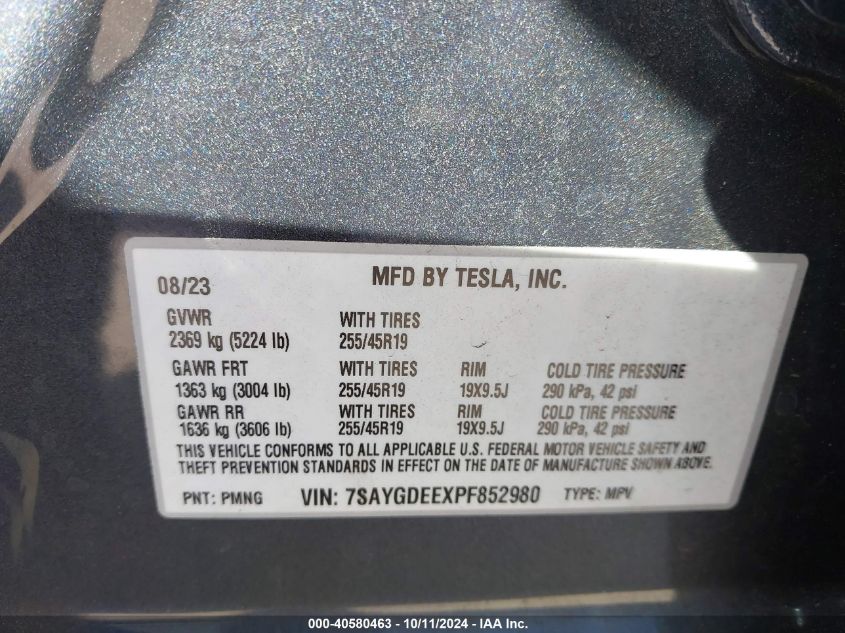 08/23 MFD BY TESLA, INC.
GVWR WITH TIRES
2369 kg (5224 lb) 255/45R19
GAWR FRT WITH TIRES RIM COLD TIRE PRESSURE
1363 kg (3004 lb) 255/45R19 19X9.5J 290 kPa, 42 psi
GAWR RR WITH TIRES RIM COLD TIRE PRESSURE
1636 kg (3606 lb) 255/45R19 19X9.5J 290 kPa, 42 psi
THIS VEHICLE CONFORMS TO ALL APPLICABLE U.S. FEDERAL MOTOR VEHICLE SAFETY AND
THEFT PREVENTION STANDARDS IN EFFECT ON THE DATE OF MANUFACTURE SHOWN ABOVE.
PNT: PMNG VIN: 7SAYGDEEXPF852980 TYPE: MPV
000-40580463 - 10/11/2024 - IAA Inc.